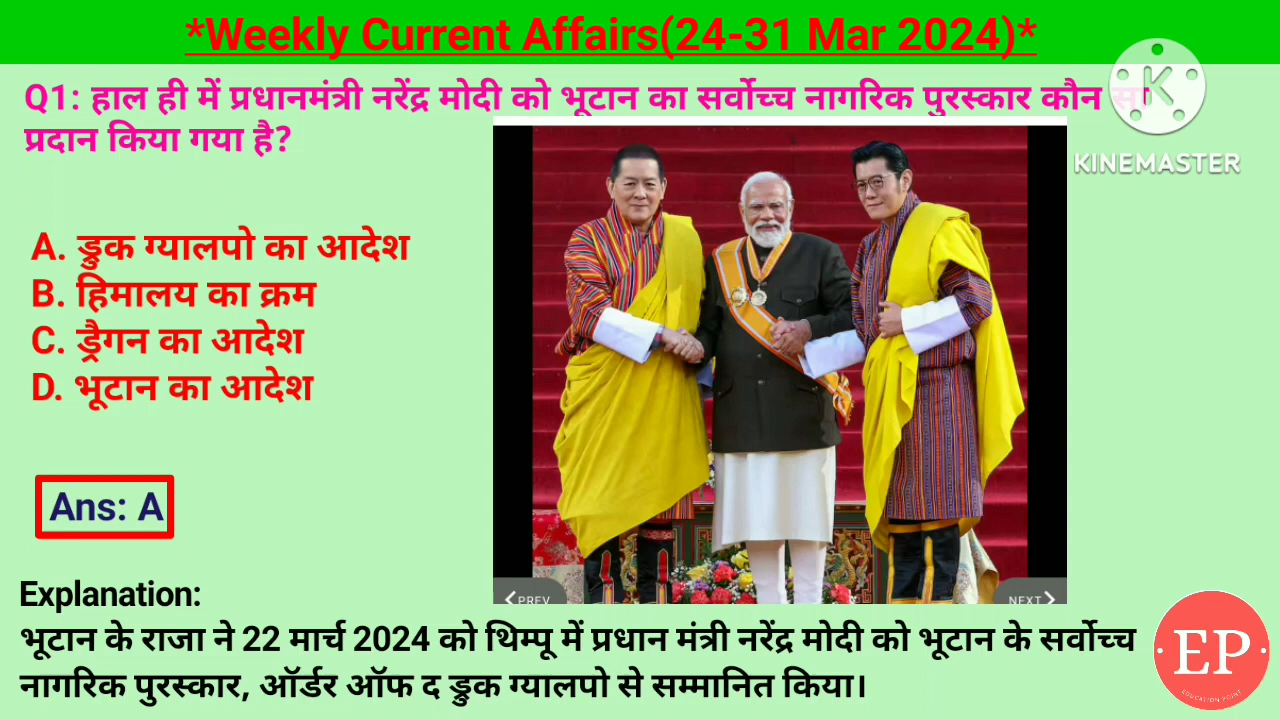 *Weekly Current Affairs(24-31 Mar 2024)*
Q1: हाल ही में प्रधानमंत्री नरेंद्र मोदी को भूटान का सर्वोच्च नागरिक पुरस्कार कौन सा
प्रदान किया गया है?
KINEMASTER
A. ड्रुक ग्यालपो का आदेश
B. हिमालय का क्रम
C. ड्रैगन का आदेश
D. भूटान का आदेश
Ans: A
PREV
NEXT
Explanation:
भूटान के राजा ने 22 मार्च 2024 को थिम्पू में प्रधान मंत्री नरेंद्र मोदी को भूटान के सर्वोच्च
नागरिक पुरस्कार, ऑर्डर ऑफ द ड्रुक ग्यालपो से सम्मानित किया।
EP
EDUCATION POINT